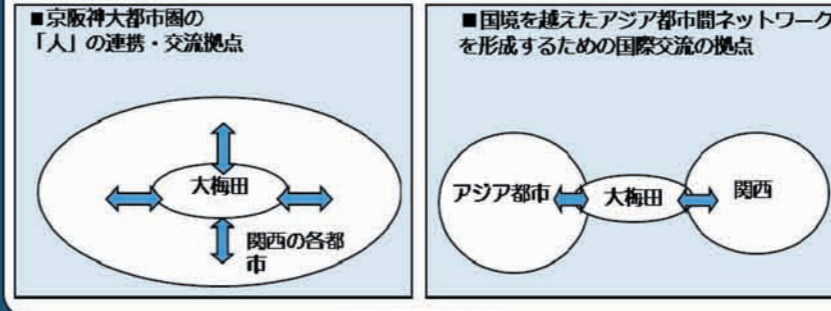 ■京阪神大都市圏の
「人」の連携・交流拠点
大梅田
関西の各都
市
■国境を越えたアジア都市間ネットワーク
を形成するための国際交流の拠点
アジア都市
大梅田
関西